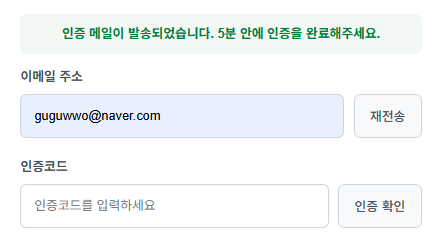 인증 메일이 발송되었습니다. 5분 안에 인증을 완료해주세요.
이메일 주소
guguwwo@naver.com
재전송
인증코드
인증코드를 입력하세요
인증 확인